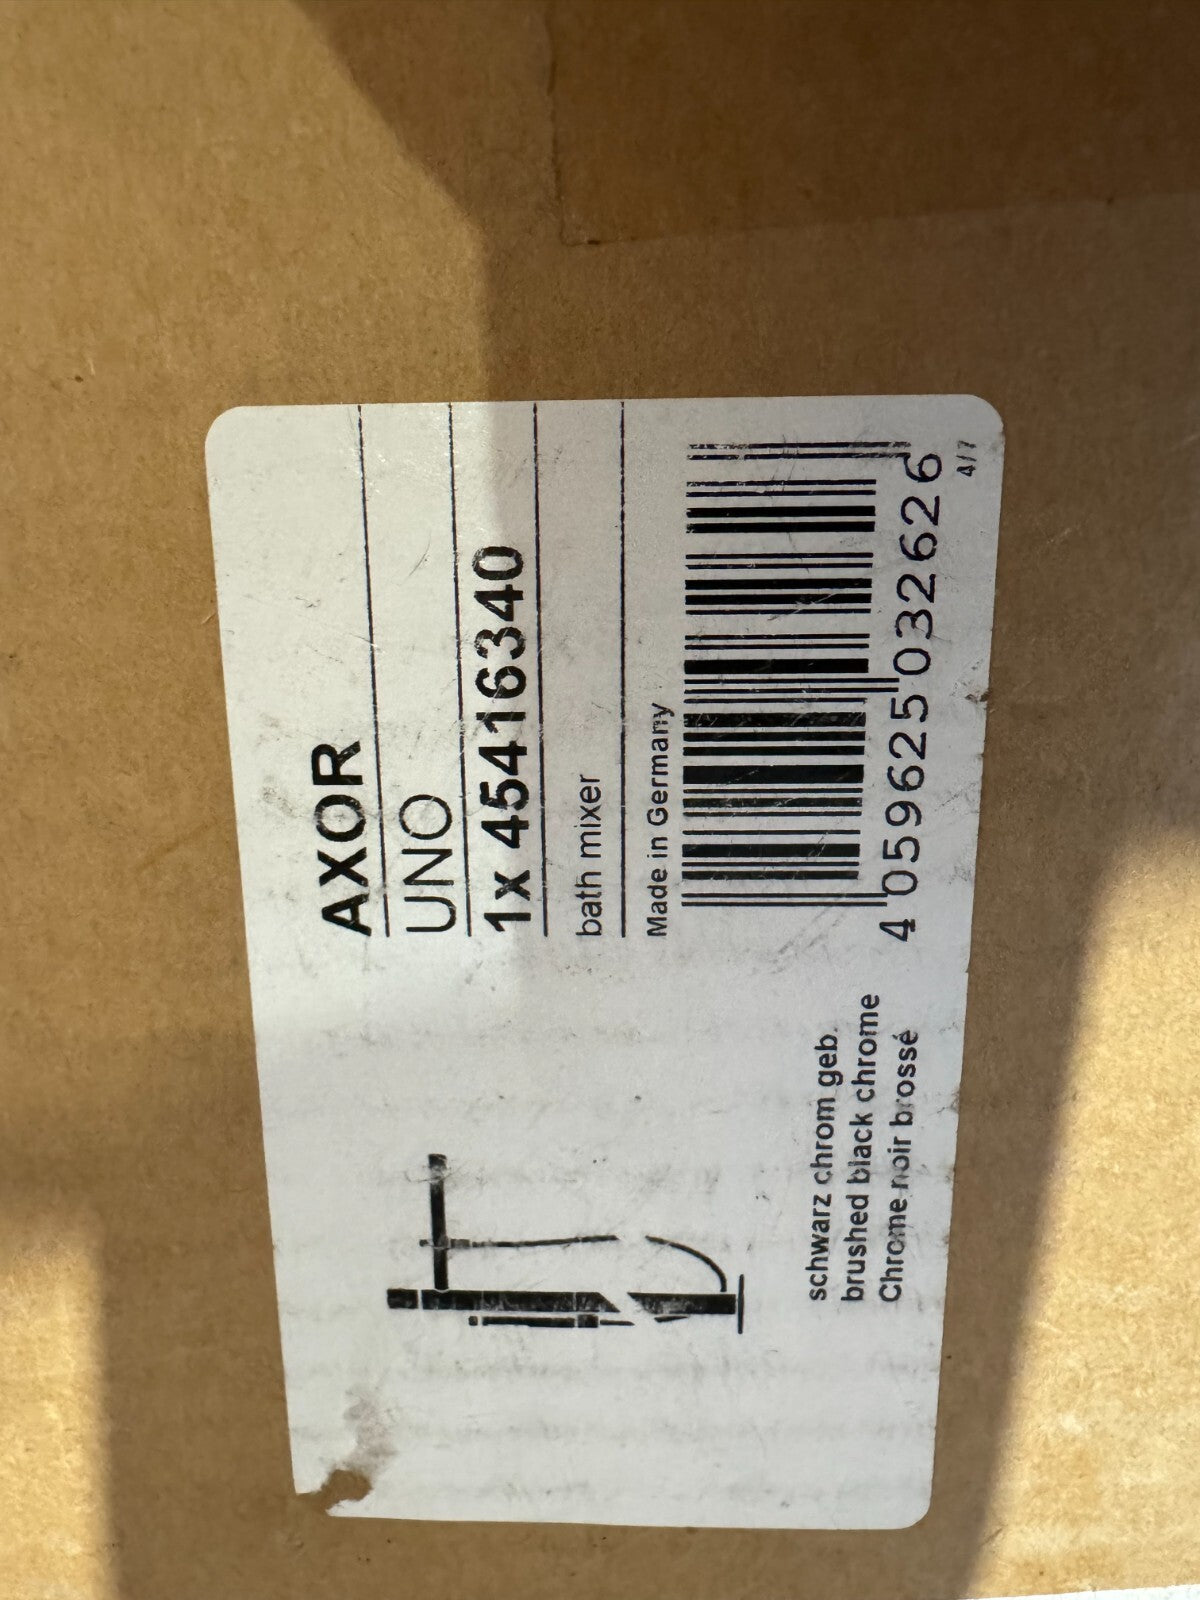 AXOR
UNO
1x 45416340
bath mixer
Made in Germany
4 059625 032626
4/7
schwarz chrom geb.
brushed black chrome
Chrome noir brossé